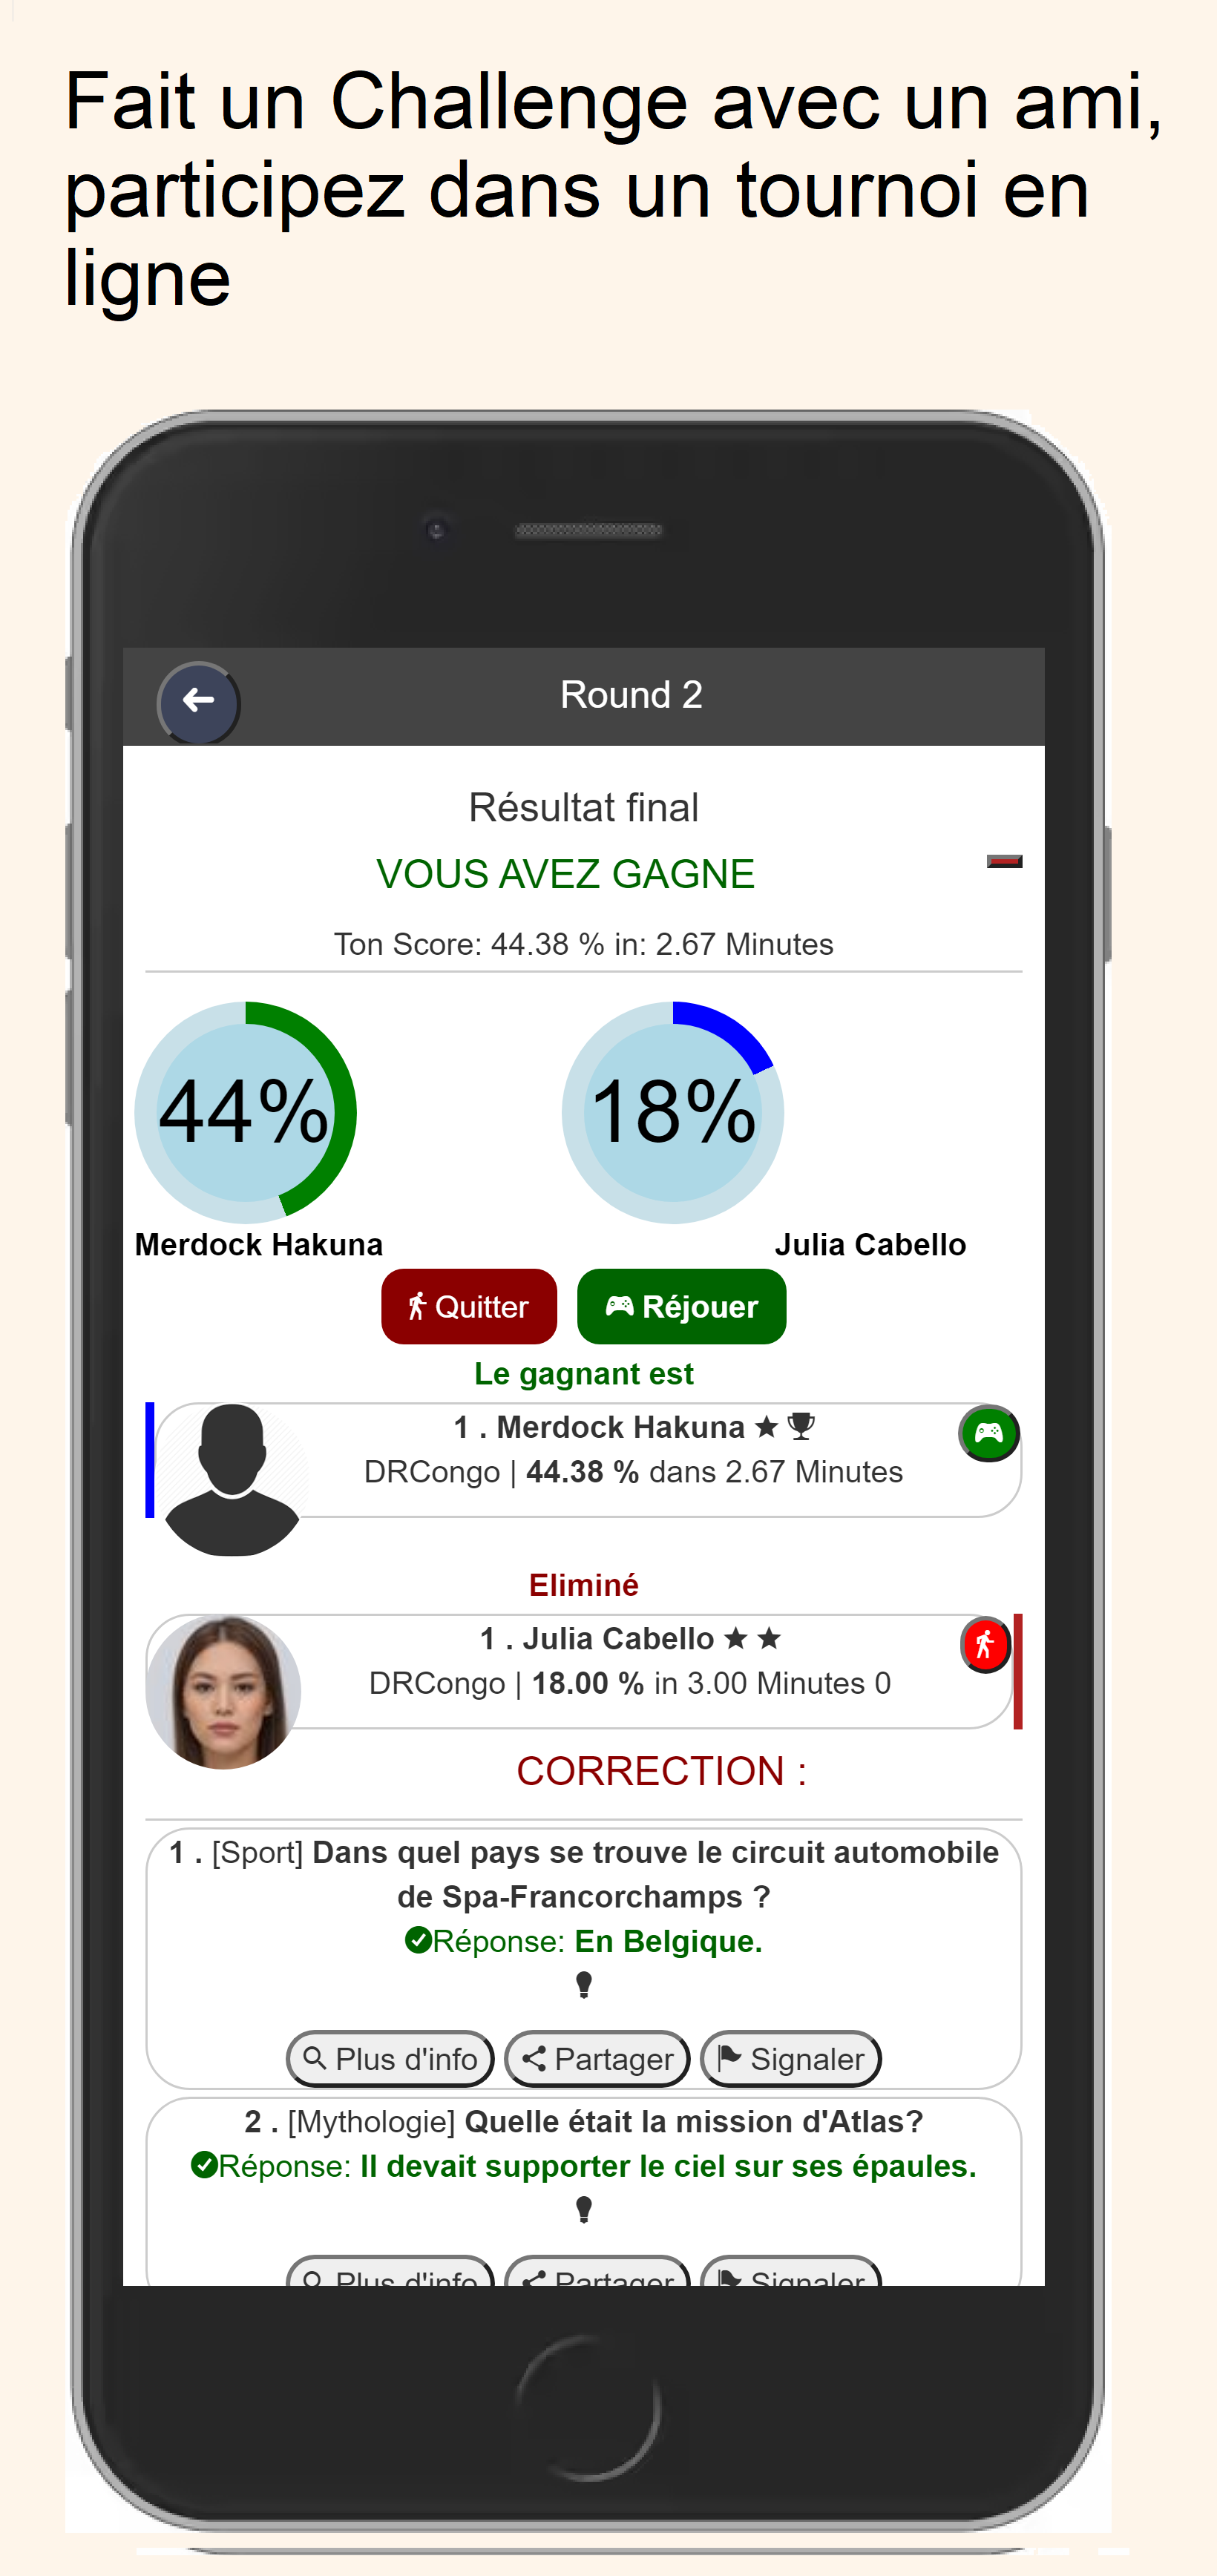 Fait un Challenge avec un ami,
participez dans un tournoi en
ligne
Round 2
Résultat final
VOUS AVEZ GAGNE
Ton Score: 44.38 % in: 2.67 Minutes
44%
18%
Merdock Hakuna
Julia Cabello
Quitter
Réjouer
Le gagnant est
1 . Merdock Hakuna
DRCongo | 44.38 % dans 2.67 Minutes
Eliminé
1 . Julia Cabello
DRCongo | 18.00 % in 3.00 Minutes 0
CORRECTION :
1 . [Sport] Dans quel pays se trouve le circuit automobile
de Spa-Francorchamps ?
Réponse: En Belgique.
Plus d'info Partager Signaler
2 . [Mythologie] Quelle était la mission d'Atlas?
Réponse: Il devait supporter le ciel sur ses épaules.
Plus d'info Partager Signaler